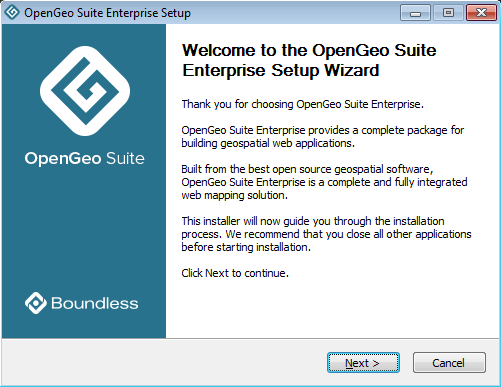 OpenGeo Suite Enterprise Setup
Welcome to the OpenGeo Suite
Enterprise Setup Wizard
Thank you for choosing OpenGeo Suite Enterprise.
OpenGeo Suite Enterprise provides a complete package for
building geospatial web applications.
Built from the best open source geospatial software,
OpenGeo Suite Enterprise is a complete and fully integrated
web mapping solution.
This installer will now guide you through the installation
process. We recommend that you close all other applications
before starting installation.
Click Next to continue.
OpenGeo Suite
Boundless
Next >
Cancel